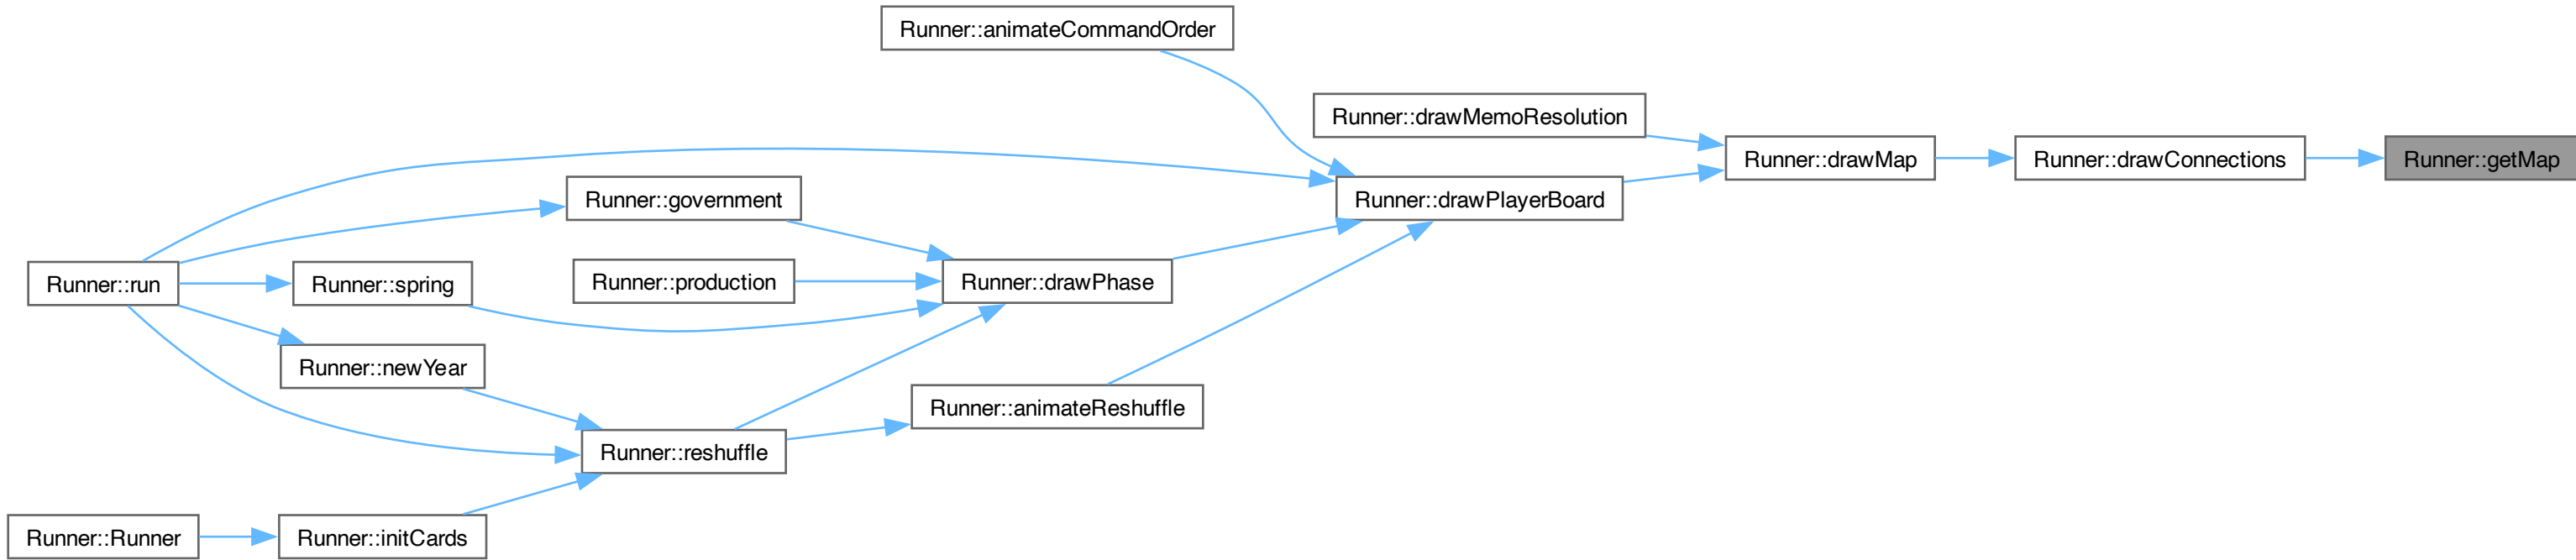 Runner::animateCommandOrder
Runner::drawMemoResolution
Runner::drawMap
Runner::drawConnections
Runner::getMap
Runner::government
Runner::drawPlayerBoard
Runner::run
Runner::spring
Runner::production
Runner::drawPhase
Runner::newYear
Runner::animateReshuffle
Runner::reshuffle
Runner::Runner
Runner::initCards